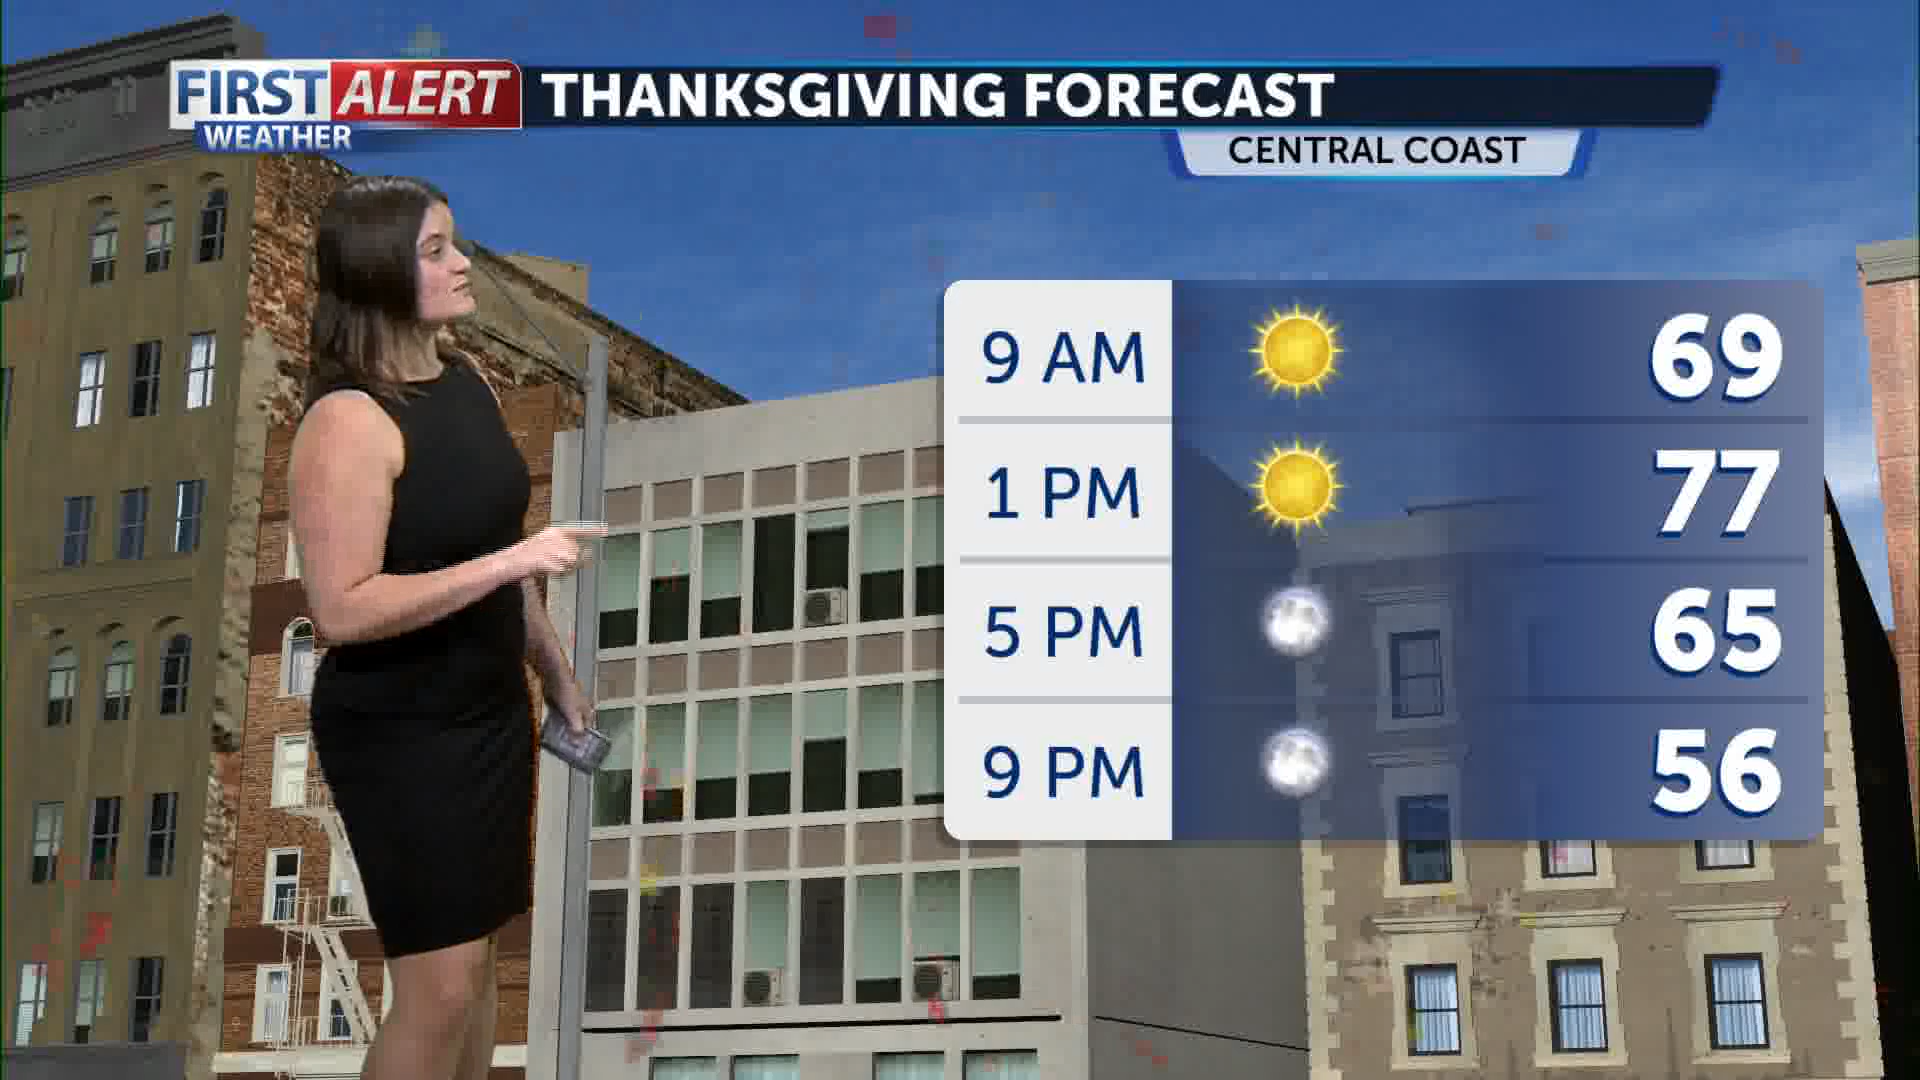 FIRST ALERT
WEATHER
THANKSGIVING FORECAST
CENTRAL COAST
9 AM 69
1 PM 77
5 PM 65
9 PM 56